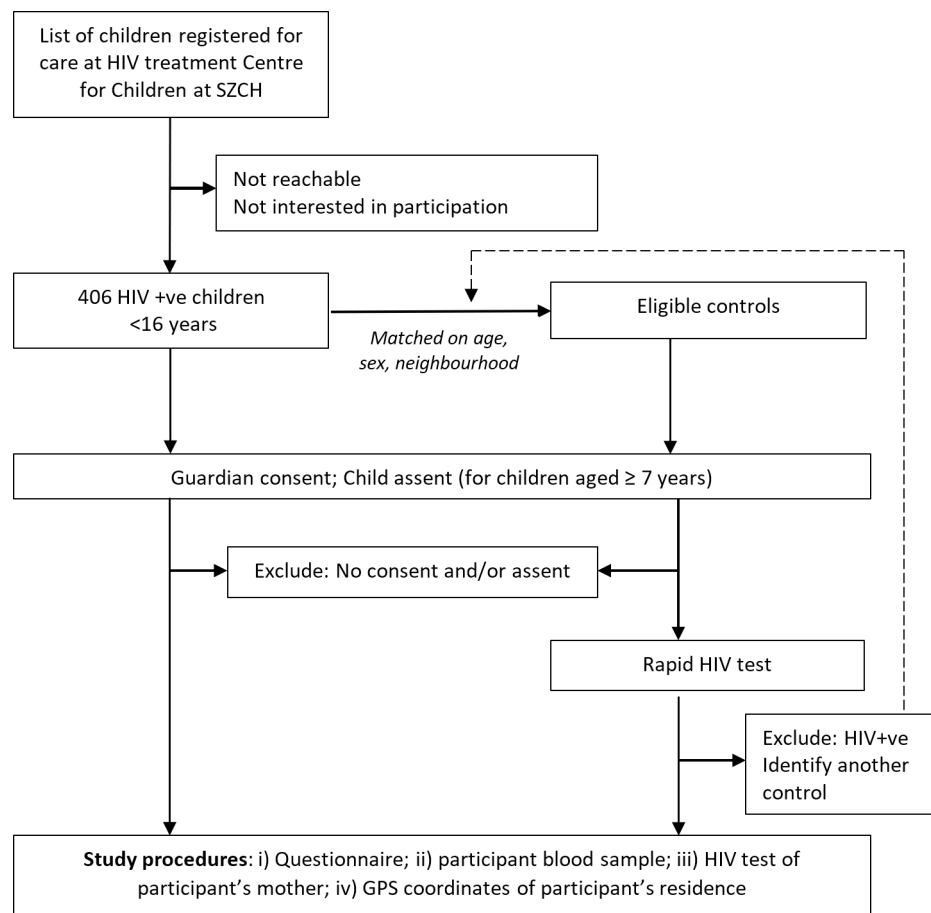 List of children registered for
care at HIV treatment Centre
for Children at SZCH
Not reachable
Not interested in participation
406 HIV +ve children
<16 years
Matched on age,
sex, neighbourhood
Eligible controls
Guardian consent; Child assent (for children aged ≥ 7 years)
Exclude: No consent and/or assent
Rapid HIV test
Exclude: HIV+ve
Identify another
control
Study procedures: i) Questionnaire; ii) participant blood sample; iii) HIV test of
participant’s mother; iv) GPS coordinates of participant’s residence